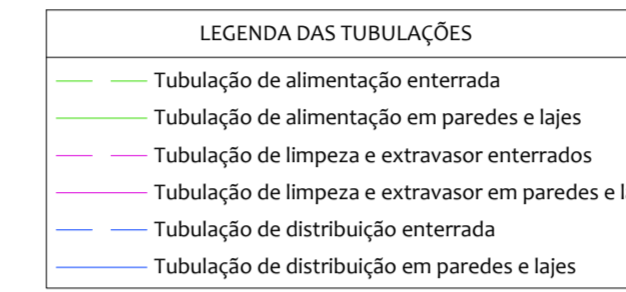 LEGENDA DAS TUBULAÇÕES
Tubulação de alimentação enterrada
Tubulação de alimentação em paredes e lajes
Tubulação de limpeza e extravasor enterrados
Tubulação de limpeza e extravasor em paredes e
Tubulação de distribuição enterrada
Tubulação de distribuição em paredes e lajes